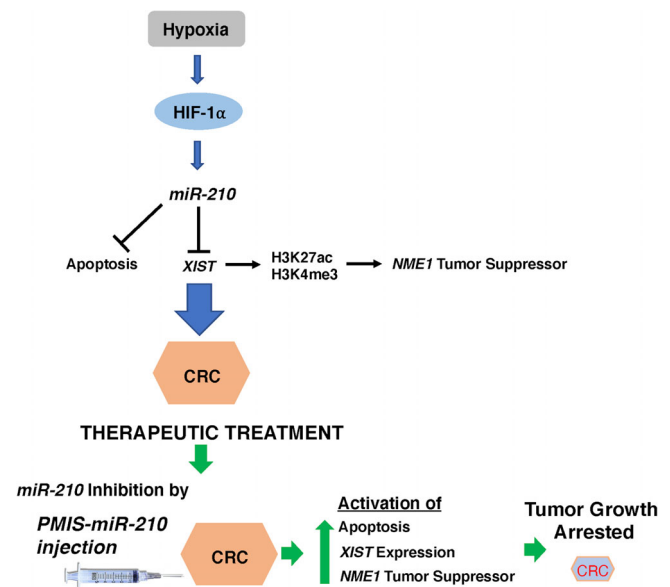 Hypoxia
HIF-1α
miR-210
Apoptosis
XIST
H3K27ac
H3K4me3
NME1 Tumor Suppressor
CRC
THERAPEUTIC TREATMENT
miR-210 Inhibition by
PMIS-miR-210
injection
CRC
Activation of
Apoptosis
XIST Expression
NME1 Tumor Suppressor
Tumor Growth
Arrested
CRC